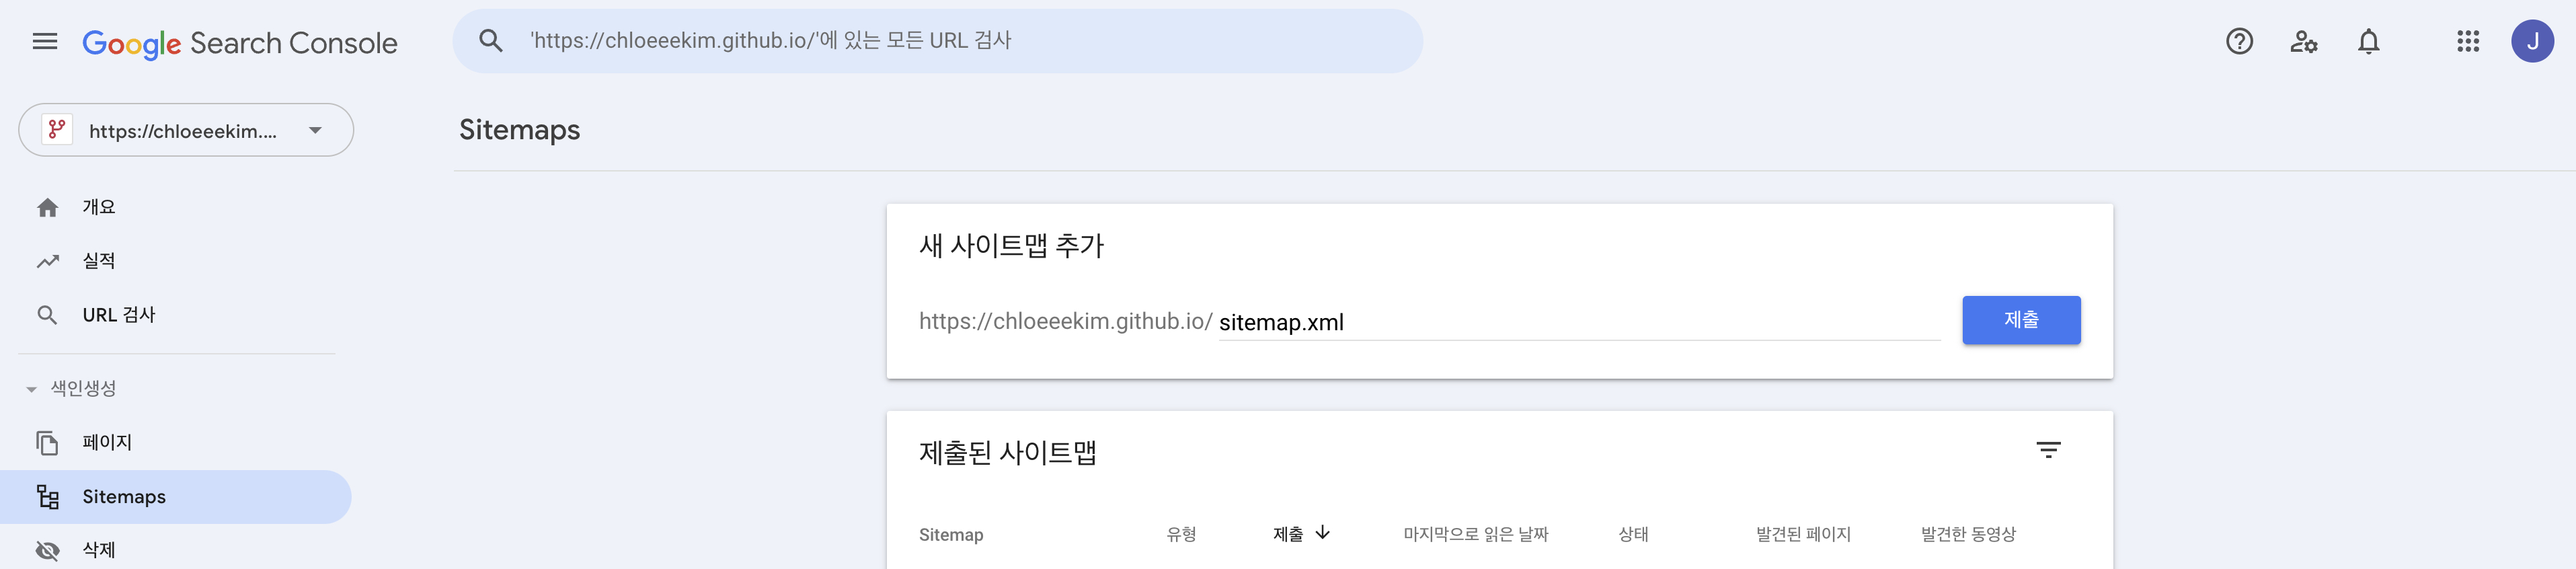 Google Search Console
'https://chloeeekim.github.io/'에 있는 모든 URL 검사
J
https://chloeeekim....
Sitemaps
개요
실적
URL 검사
색인생성
페이지
Sitemaps
삭제
새 사이트맵 추가
https://chloeeekim.github.io/ sitemap.xml
제출
제출된 사이트맵
Sitemap 유형 제출 마지막으로 읽은 날짜 상태 발견된 페이지 발견한 동영상